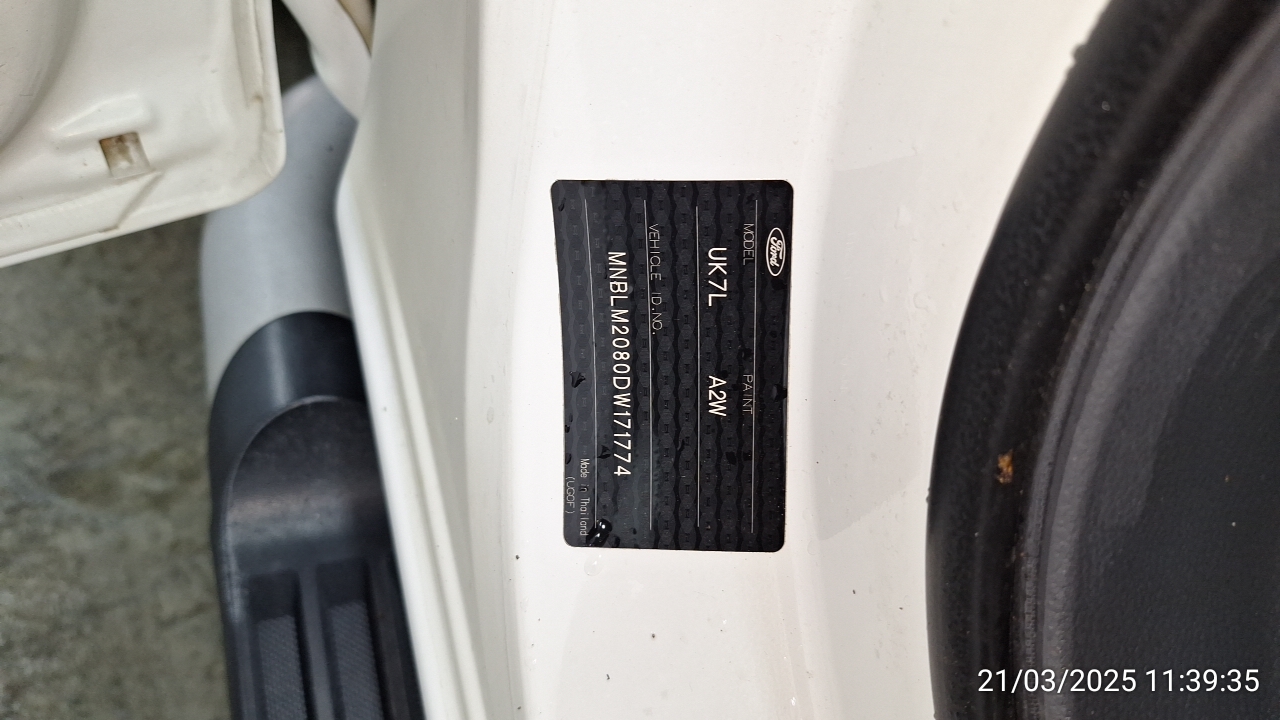 Ford
MODEL PAINT
UK7L A2W
VEHICLE ID.NO.
MNBLM2080DW171774
Made in Thailand
(UGOF)
21/03/2025 11:39:35